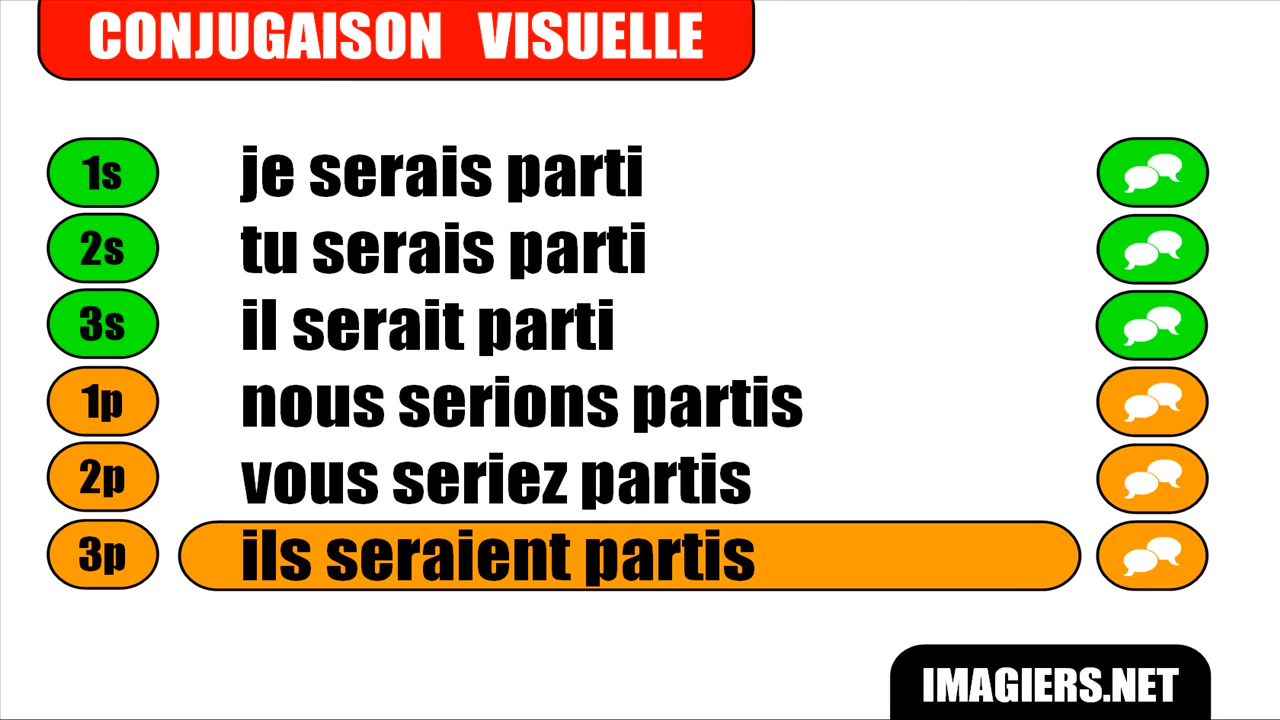 CONJUGAISON VISUELLE
1s je serais parti
2s tu serais parti
3s il serait parti
1p nous serions partis
2p vous seriez partis
3p ils seraient partis
IMAGIERS.NET